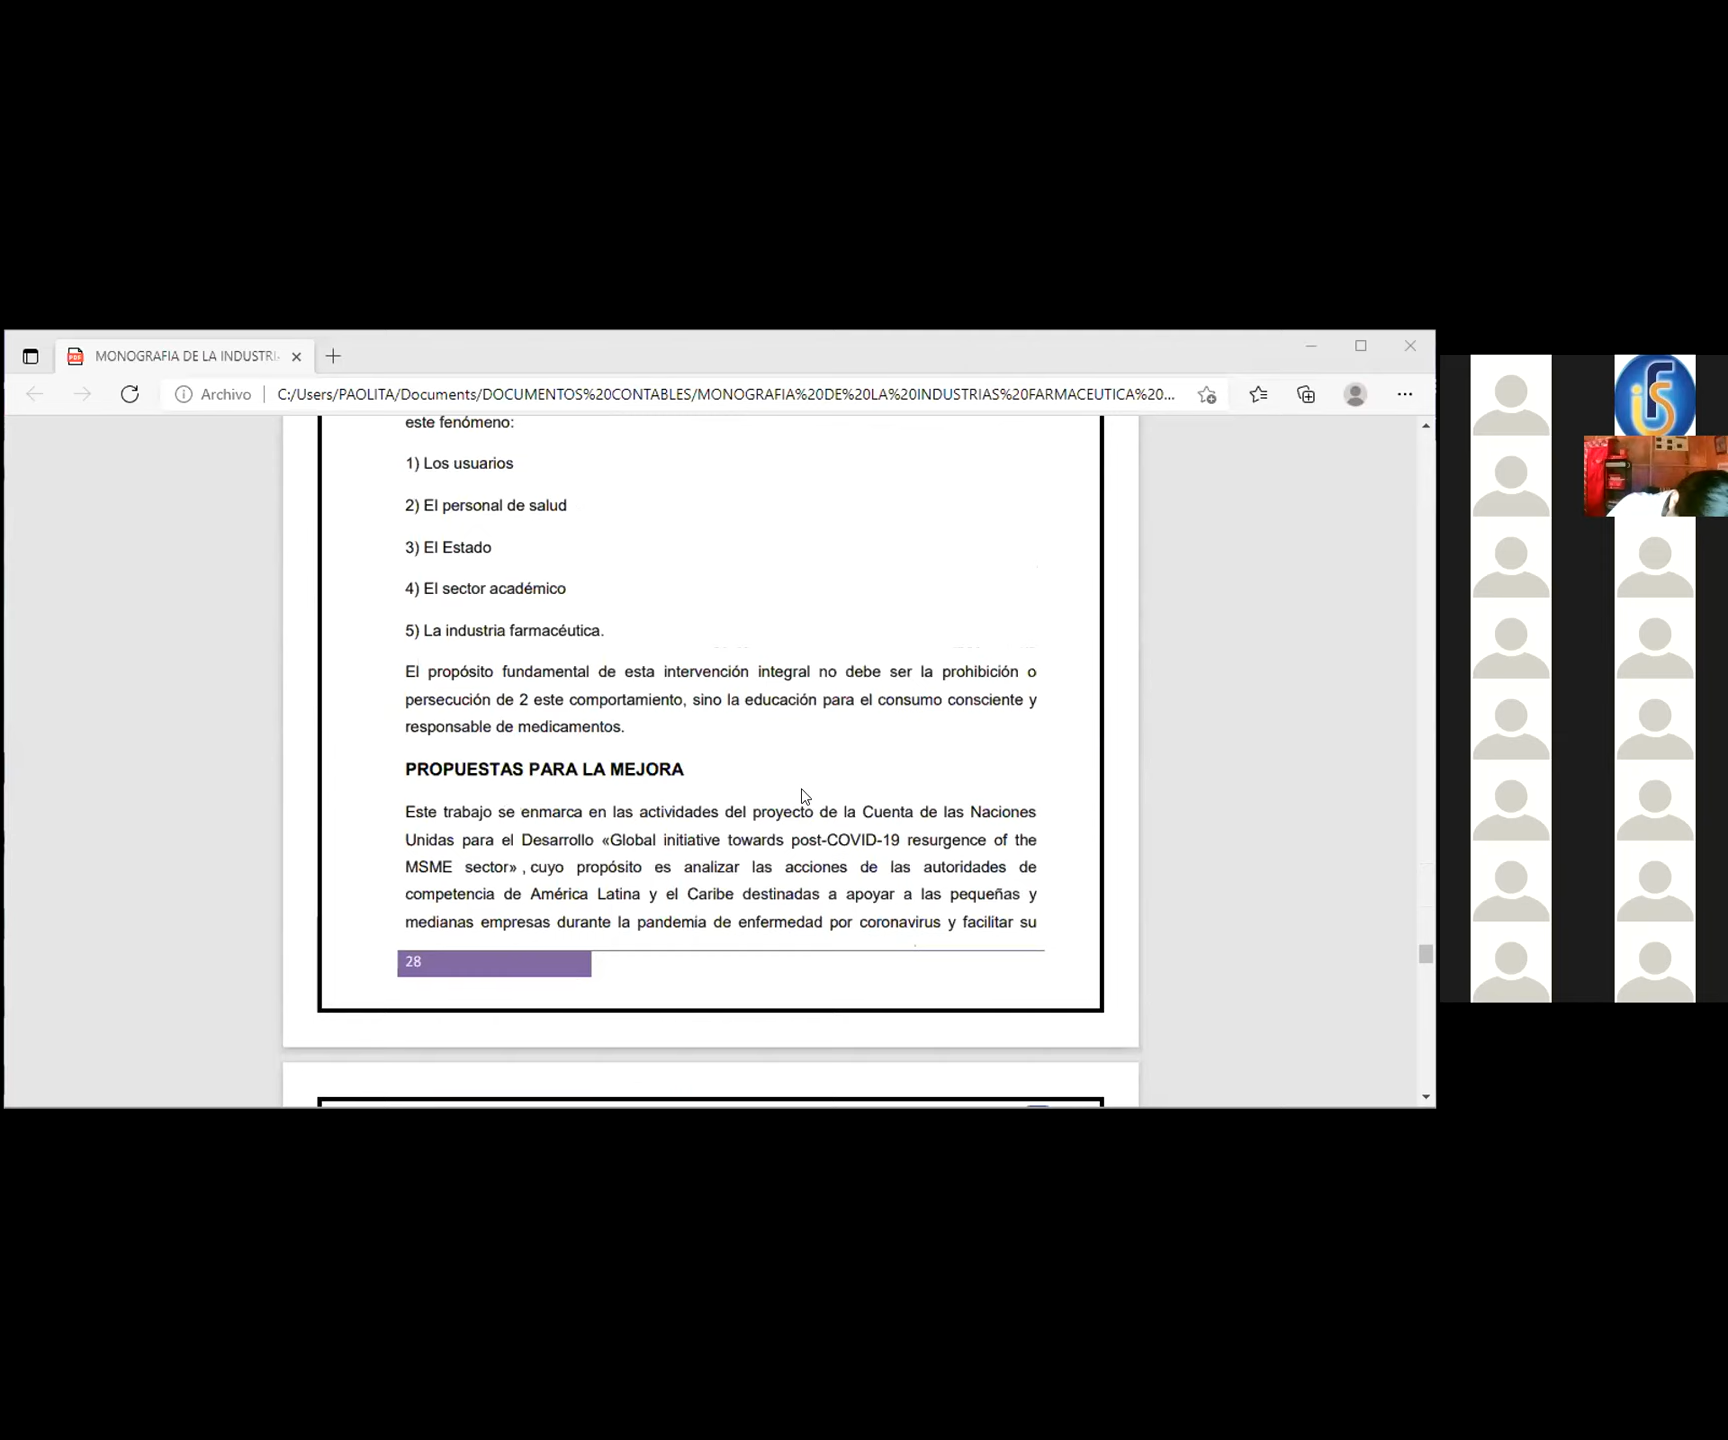 MONOGRAFIA DE LA INDUSTRI
Archivo
C:/Users/PAOLITA/Documents/DOCUMENTOS%20CONTABLES/MONOGRAFIA%20DE%20LA%20INDUSTRIAS%20FARMACEUTICA%20...
este fenómeno:
1) Los usuarios
2) El personal de salud
3) El Estado
4) El sector académico
5) La industria farmacéutica.
El propósito fundamental de esta intervención integral no debe ser la prohibición o
persecución de 2 este comportamiento, sino la educación para el consumo consciente y
responsable de medicamentos.
PROPUESTAS PARA LA MEJORA
Este trabajo se enmarca en las actividades del proyecto de la Cuenta de las Naciones
Unidas para el Desarrollo «Global initiative towards post-COVID-19 resurgence of the
MSME sector» , cuyo propósito es analizar las acciones de las autoridades de
competencia de América Latina y el Caribe destinadas a apoyar a las pequeñas y
medianas empresas durante la pandemia de enfermedad por coronavirus y facilitar su
28